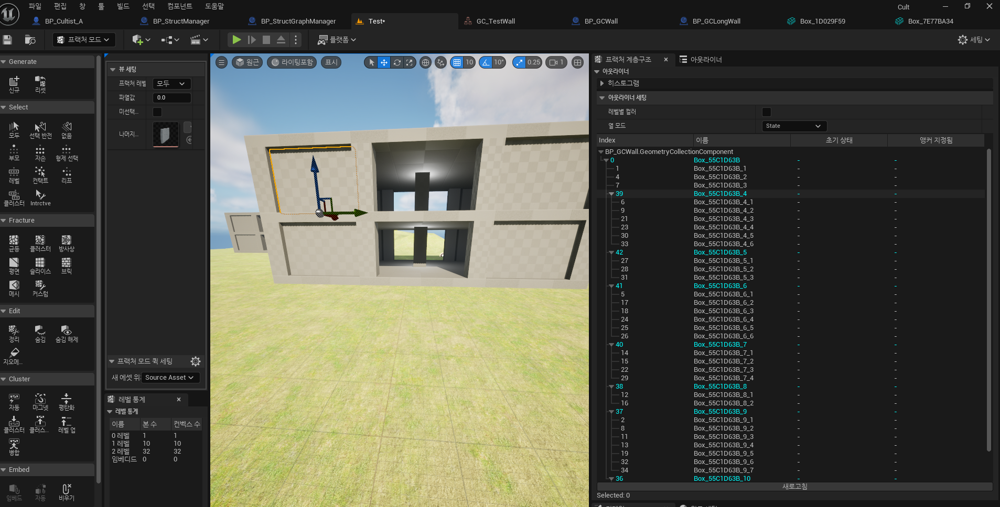 파일 편집 창 툴 빌드 선택 컴포넌트 도움말 Cult
BP_Cultist_A BP_StructManager BP_StructGraphManager Test* GC_TestWall BP_GCWall BP_GCLongWall Box_1D029F59 Box_7E77BA34
프랙처 모드 플랫폼 세팅
Generate
신규 리셋
Select
모두 선택 반전 없음
부모 자손 형제 선택
레벨 컨택트 리프
클러스터 Intrctve
Fracture
균등 클러스터 방사상
평면 슬라이스 브릭
메시 커스텀
Edit
정리 숨김 숨김 해제
지오메...
Cluster
자동 마그넷 평탄화
클러스터 클러스... 레벨 업
병합
Embed
임베드 자동 비우기
뷰 세팅
프랙처 레벨 모두
파열값 0.0
미선택...
나머지...
프랙처 모드 퀵 세팅
새 에셋 위: Source Asset
레벨 통계
레벨 통계
이름 본 수 컨벡스 수
0 레벨 1 1
1 레벨 10 10
2 레벨 32 32
임베디드 0 0
원근 라이팅포함 표시 10 10° 0.25 1
프랙처 계층구조 아웃라이너
아웃라이너
히스토그램
아웃라이너 세팅
레벨별 컬러
열 모드 State
Index 이름 초기 상태 앵커 지정됨
BP_GCWall.GeometryCollectionComponent
0 Box_55C1D63B - -
1 Box_55C1D63B_1 - -
4 Box_55C1D63B_2 - -
7 Box_55C1D63B_3 - -
39 Box_55C1D63B_4 - -
6 Box_55C1D63B_4_1 - -
9 Box_55C1D63B_4_2 - -
21 Box_55C1D63B_4_3 - -
23 Box_55C1D63B_4_4 - -
30 Box_55C1D63B_4_5 - -
33 Box_55C1D63B_4_6 - -
42 Box_55C1D63B_5 - -
27 Box_55C1D63B_5_1 - -
28 Box_55C1D63B_5_2 - -
31 Box_55C1D63B_5_3 - -
41 Box_55C1D63B_6 - -
5 Box_55C1D63B_6_1 - -
17 Box_55C1D63B_6_2 - -
18 Box_55C1D63B_6_3 - -
24 Box_55C1D63B_6_4 - -
25 Box_55C1D63B_6_5 - -
26 Box_55C1D63B_6_6 - -
40 Box_55C1D63B_7 - -
14 Box_55C1D63B_7_1 - -
15 Box_55C1D63B_7_2 - -
22 Box_55C1D63B_7_3 - -
29 Box_55C1D63B_7_4 - -
38 Box_55C1D63B_8 - -
12 Box_55C1D63B_8_1 - -
16 Box_55C1D63B_8_2 - -
37 Box_55C1D63B_9 - -
2 Box_55C1D63B_9_1 - -
8 Box_55C1D63B_9_2 - -
11 Box_55C1D63B_9_3 - -
13 Box_55C1D63B_9_4 - -
19 Box_55C1D63B_9_5 - -
32 Box_55C1D63B_9_6 - -
34 Box_55C1D63B_9_7 - -
36 Box_55C1D63B_10 - -
새로고침
Selected: 0